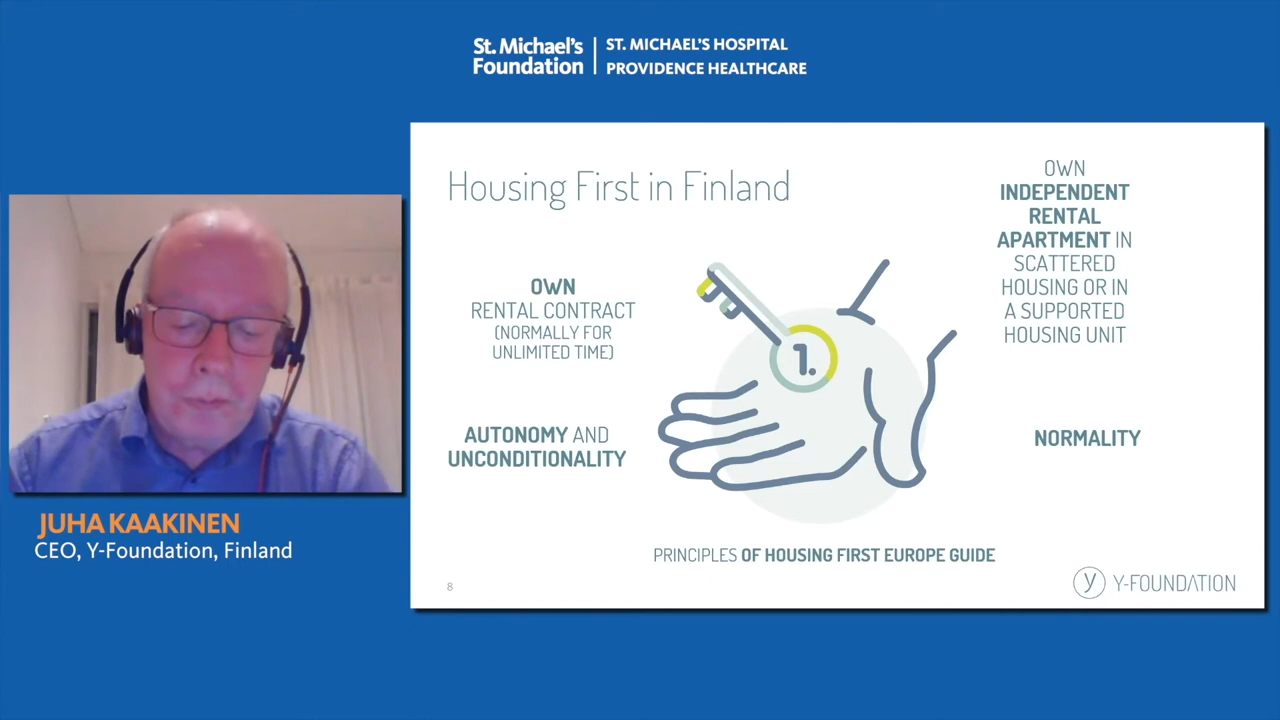 St. Michael's
Foundation
ST. MICHAEL'S HOSPITAL
PROVIDENCE HEALTHCARE
Housing First in Finland
OWN
RENTAL CONTRACT
(NORMALLY FOR
UNLIMITED TIME)
AUTONOMY AND
UNCONDITIONALITY
1.
OWN
INDEPENDENT
RENTAL
APARTMENT IN
SCATTERED
HOUSING OR IN
A SUPPORTED
HOUSING UNIT
NORMALITY
PRINCIPLES OF HOUSING FIRST EUROPE GUIDE
8
y Y-FOUNDATION
JUHA KAAKINEN
CEO, Y-Foundation, Finland